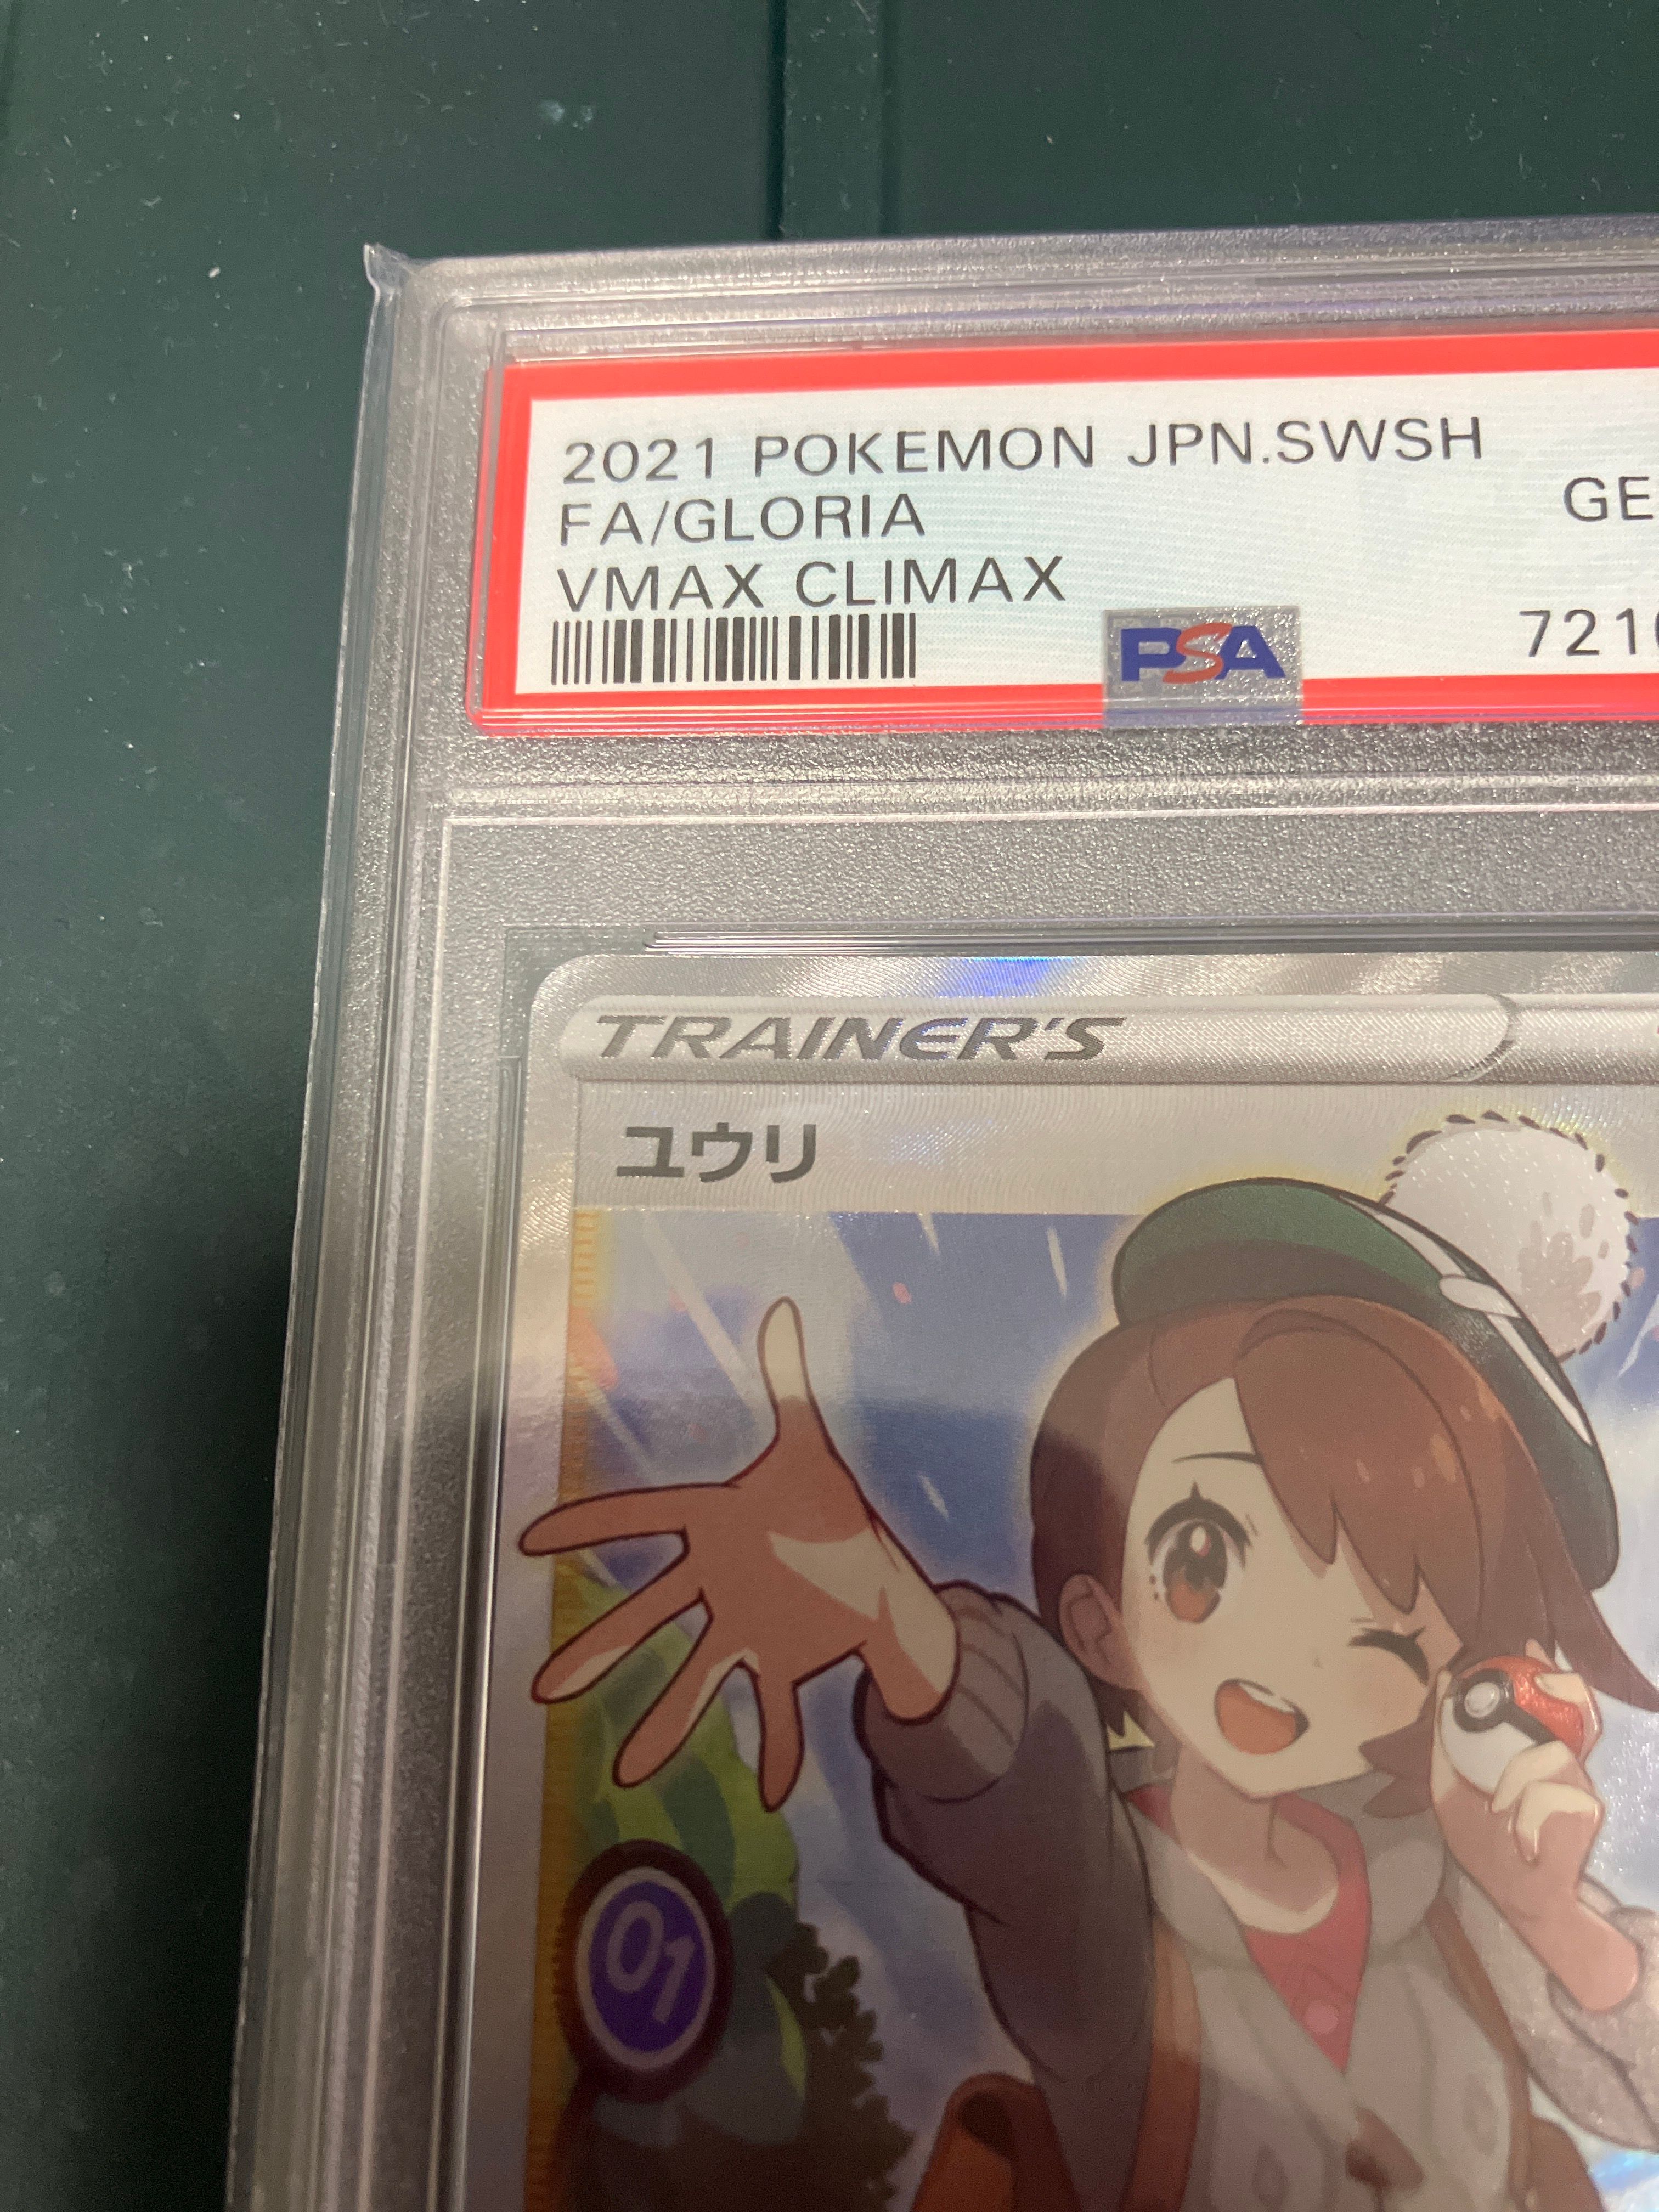 2021 POKEMON JPN.SWSH
FA/GLORIA
VMAX CLIMAX
PSA
TRAINER'S
ユウリ
01